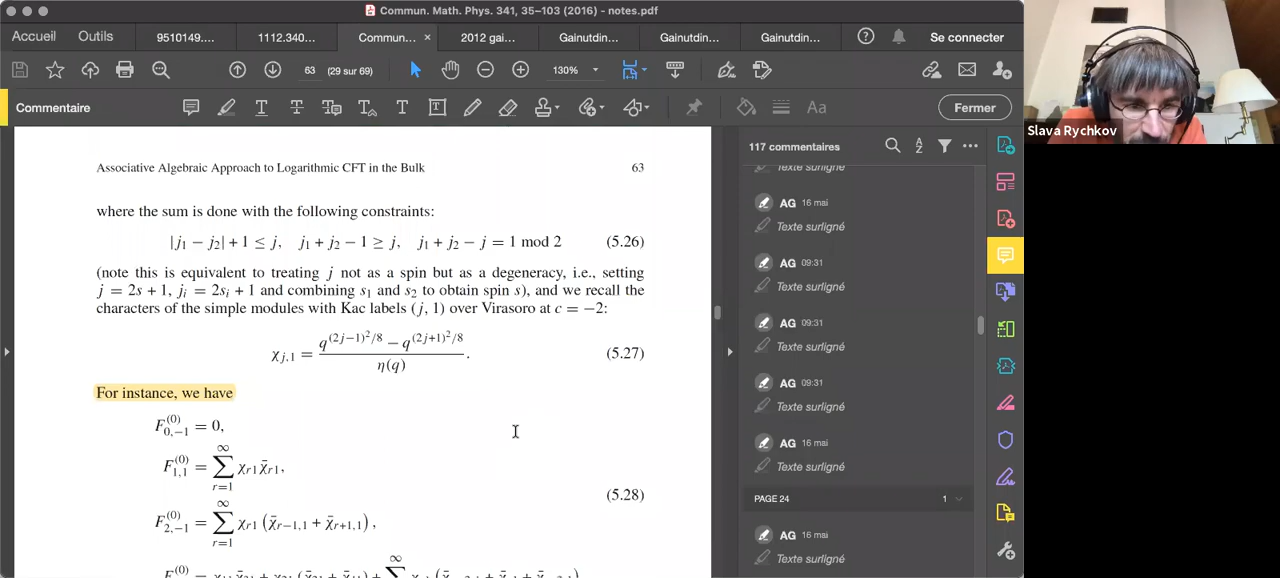 Commun. Math. Phys. 341, 35–103 (2016) - notes.pdf
Accueil Outils 9510149.... 1112.340... Commun... × 2012 gai... Gainutdin... Gainutdin... Gainutdin... Se connecter
63 (29 sur 69) 130%
Commentaire Aa Fermer
Associative Algebraic Approach to Logarithmic CFT in the Bulk 63
where the sum is done with the following constraints:
|j₁ − j₂| + 1 ≤ j, j₁ + j₂ − 1 ≥ j, j₁ + j₂ − j = 1 mod 2 (5.26)
(note this is equivalent to treating j not as a spin but as a degeneracy, i.e., setting
j = 2s + 1, jᵢ = 2sᵢ + 1 and combining s₁ and s₂ to obtain spin s), and we recall the
characters of the simple modules with Kac labels (j, 1) over Virasoro at c = −2:
χ_{j,1} = (q^{(2j−1)²/8} − q^{(2j+1)²/8}) / η(q). (5.27)
For instance, we have
F^{(0)}_{0,−1} = 0,
F^{(0)}_{1,1} = ∑_{r=1}^{∞} χ_{r1} χ̄_{r1},
F^{(0)}_{2,−1} = ∑_{r=1}^{∞} χ_{r1} (χ̄_{r−1,1} + χ̄_{r+1,1}), (5.28)
117 commentaires
Texte surligné
AG 16 mai
Texte surligné
AG 09:31
Texte surligné
AG 09:31
Texte surligné
AG 09:31
Texte surligné
AG 16 mai
Texte surligné
PAGE 24 1
AG 16 mai
Texte surligné
Slava Rychkov